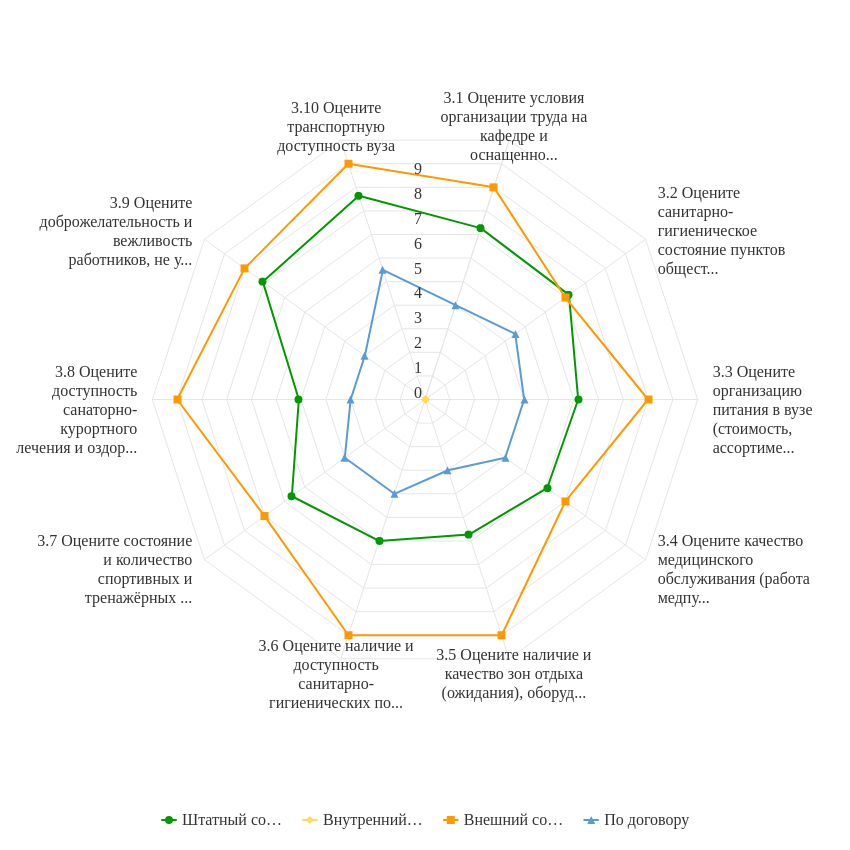 3.10 Оцените
транспортную
доступность вуза
3.1 Оцените условия
организации труда на
кафедре и
оснащенно...
3.2 Оцените
санитарно-
гигиеническое
состояние пунктов
общест...
3.3 Оцените
организацию
питания в вузе
(стоимость,
ассортиме...
3.4 Оцените качество
медицинского
обслуживания (работа
медпу...
3.5 Оцените наличие и
качество зон отдыха
(ожидания), оборуд...
3.6 Оцените наличие и
доступность
санитарно-
гигиенических по...
3.7 Оцените состояние
и количество
спортивных и
тренажёрных ...
3.8 Оцените
доступность
санаторно-
курортного
лечения и оздор...
3.9 Оцените
доброжелательность и
вежливость
работников, не у...
9
8
7
6
5
4
3
2
1
0
Штатный со…
Внутренний…
Внешний со…
По договору